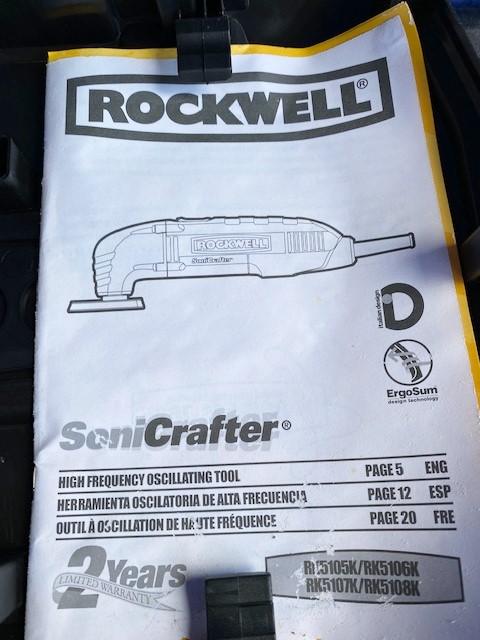 ROCKWELL®
ROCKWELL
SoniCrafter
Italian design
ErgoSum™
design technology
SoniCrafter®
HIGH FREQUENCY OSCILLATING TOOL PAGE 5 ENG
HERRAMIENTA OSCILATORIA DE ALTA FRECUENCIA PAGE 12 ESP
OUTIL À OSCILLATION DE HAUTE FRÉQUENCE PAGE 20 FRE
2 Years
LIMITED WARRANTY
RK5105K/RK5106K
RK5107K/RK5108K